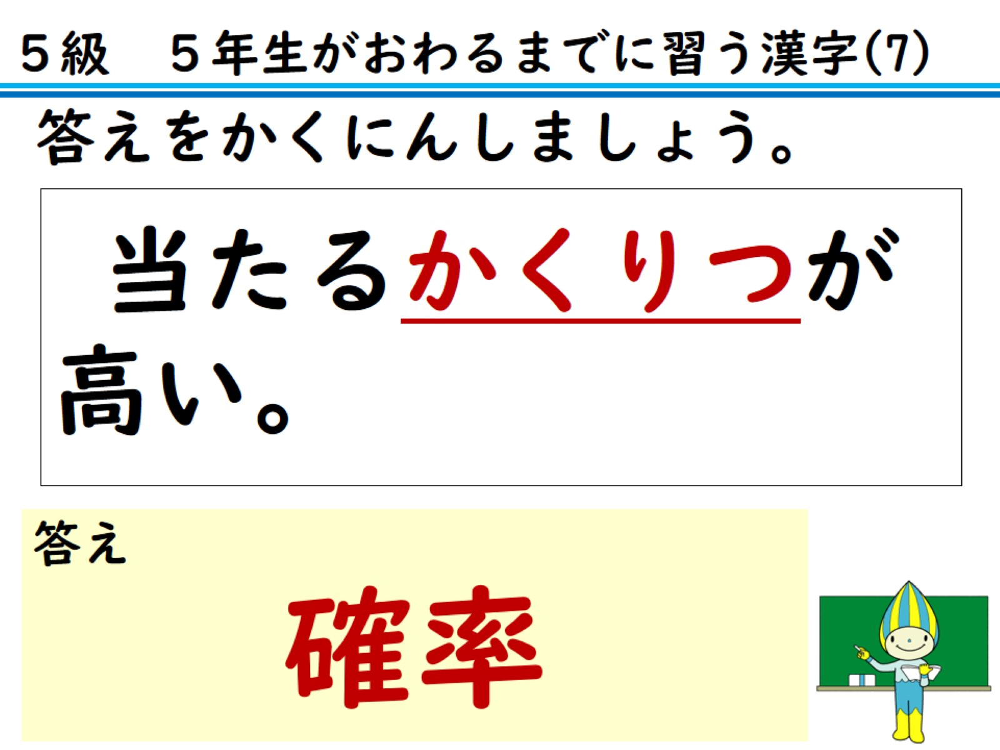 ５級　５年生がおわるまでに習う漢字(7)
答えをかくにんしましょう。
当たるかくりつが
高い。
答え
確率